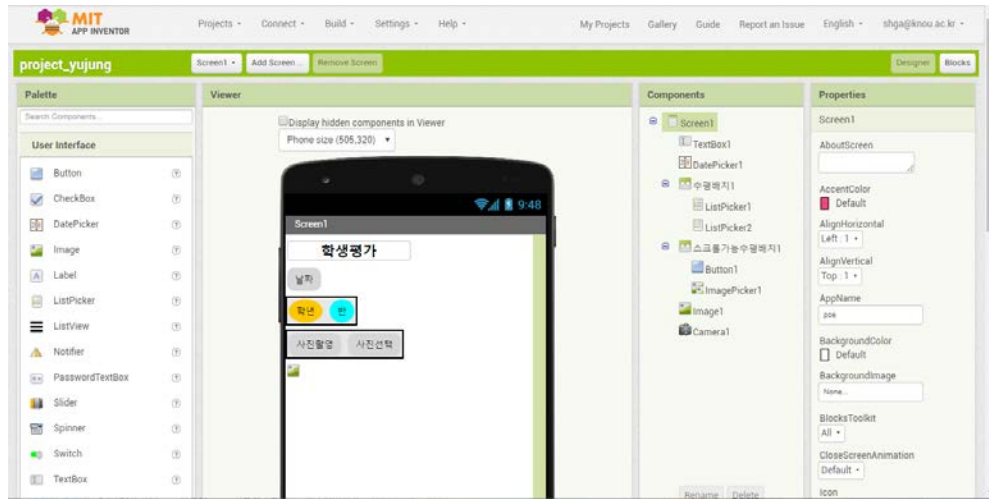 MIT
APP INVENTOR
Projects
Connect
Build
Settings
Help
My Projects
Gallery
Guide
Report an Issue
English
shga@knou.ac.kr
project_yujung
Screen1
Add Screen ...
Remove Screen
Designer
Blocks
Palette
Search Components...
User Interface
Button
CheckBox
DatePicker
Image
Label
ListPicker
ListView
Notifier
PasswordTextBox
Slider
Spinner
Switch
TextBox
Viewer
Display hidden components in Viewer
Phone size (505,320)
9:48
Screen1
학생평가
날짜
학년 반
사진촬영 사진선택
Components
Screen1
TextBox1
DatePicker1
수평배치1
ListPicker1
ListPicker2
스크롤가능수평배치1
Button1
ImagePicker1
Image1
Camera1
Rename Delete
Properties
Screen1
AboutScreen
AccentColor
Default
AlignHorizontal
Left : 1
AlignVertical
Top : 1
AppName
BackgroundColor
Default
BackgroundImage
None...
BlocksToolkit
All
CloseScreenAnimation
Default
Icon